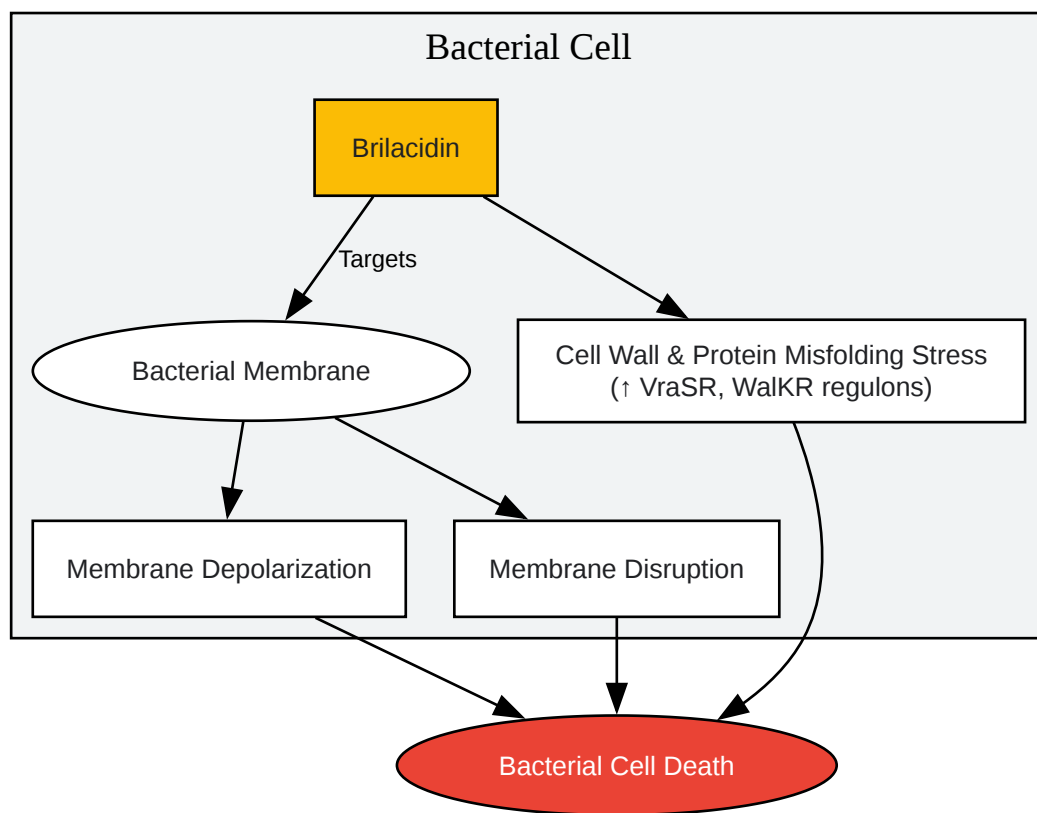 Bacterial Cell
Brilacidin
Targets
Bacterial Membrane
Cell Wall & Protein Misfolding Stress
(↑ VraSR, WalKR regulons)
Membrane Depolarization
Membrane Disruption
Bacterial Cell Death